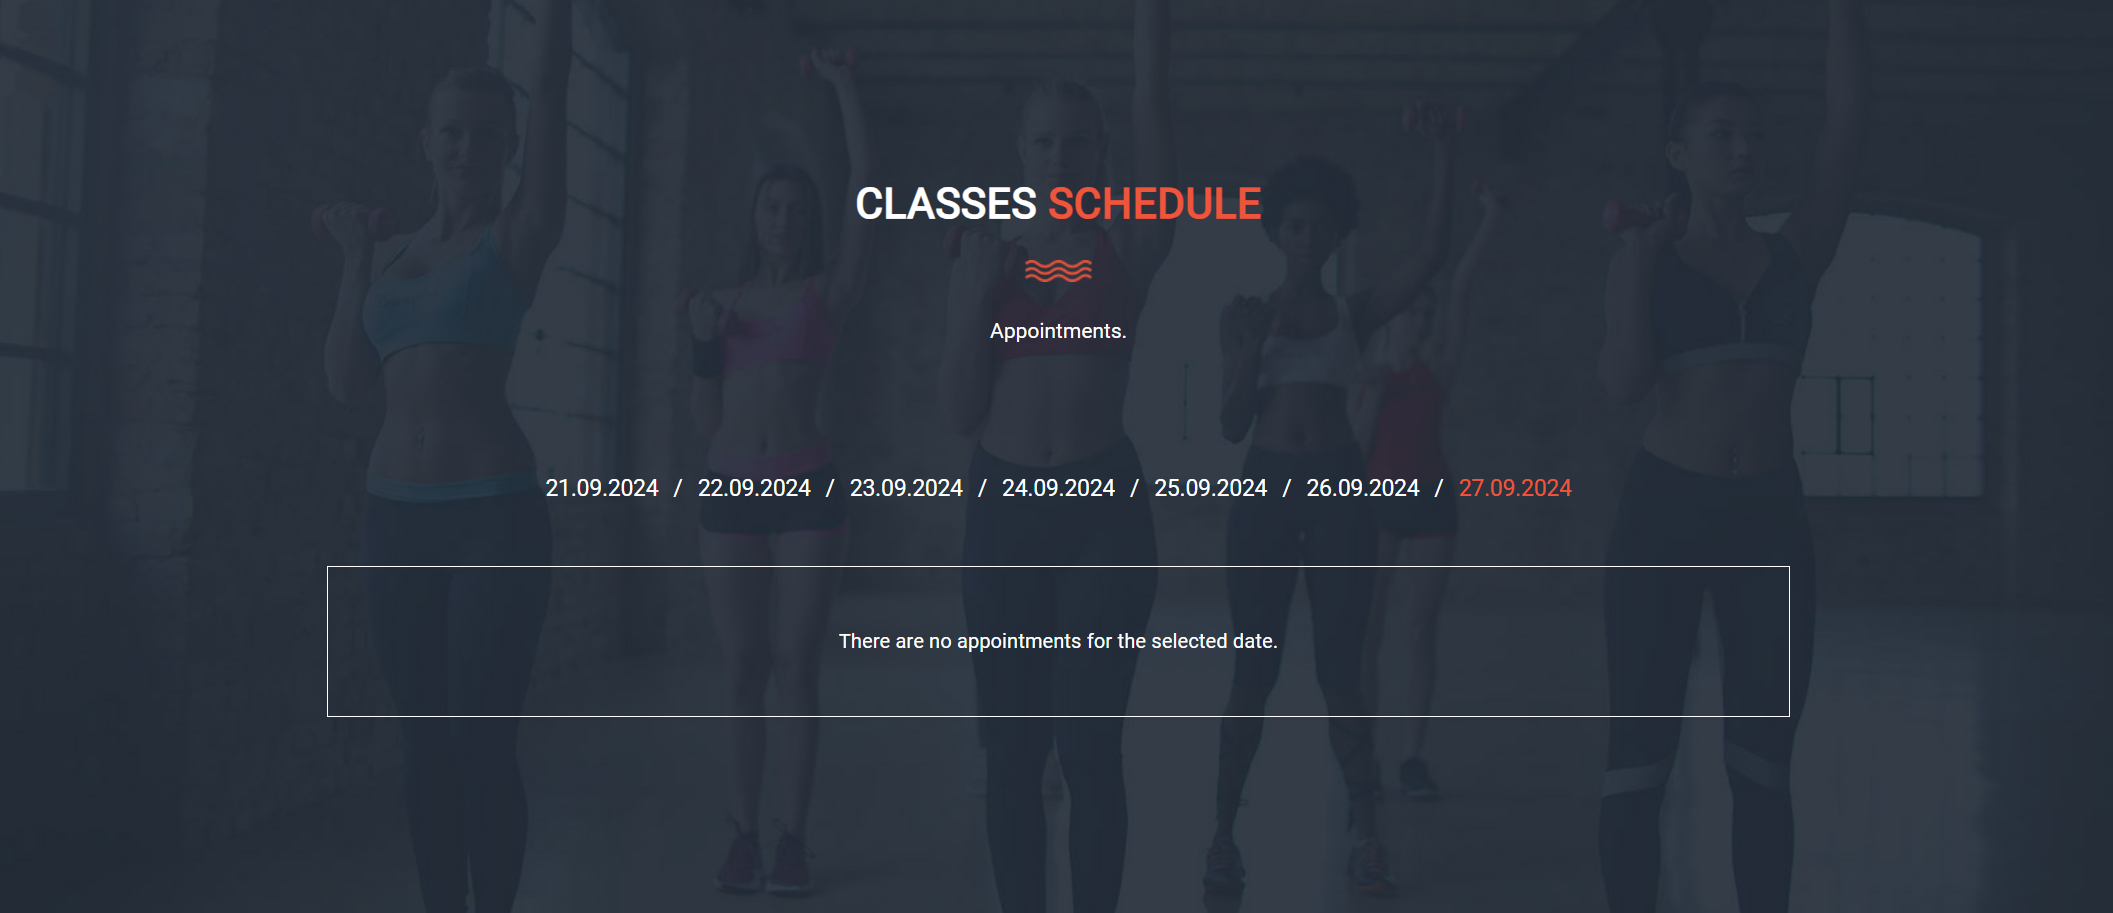 CLASSES SCHEDULE
Appointments.
21.09.2024 / 22.09.2024 / 23.09.2024 / 24.09.2024 / 25.09.2024 / 26.09.2024 / 27.09.2024
There are no appointments for the selected date.